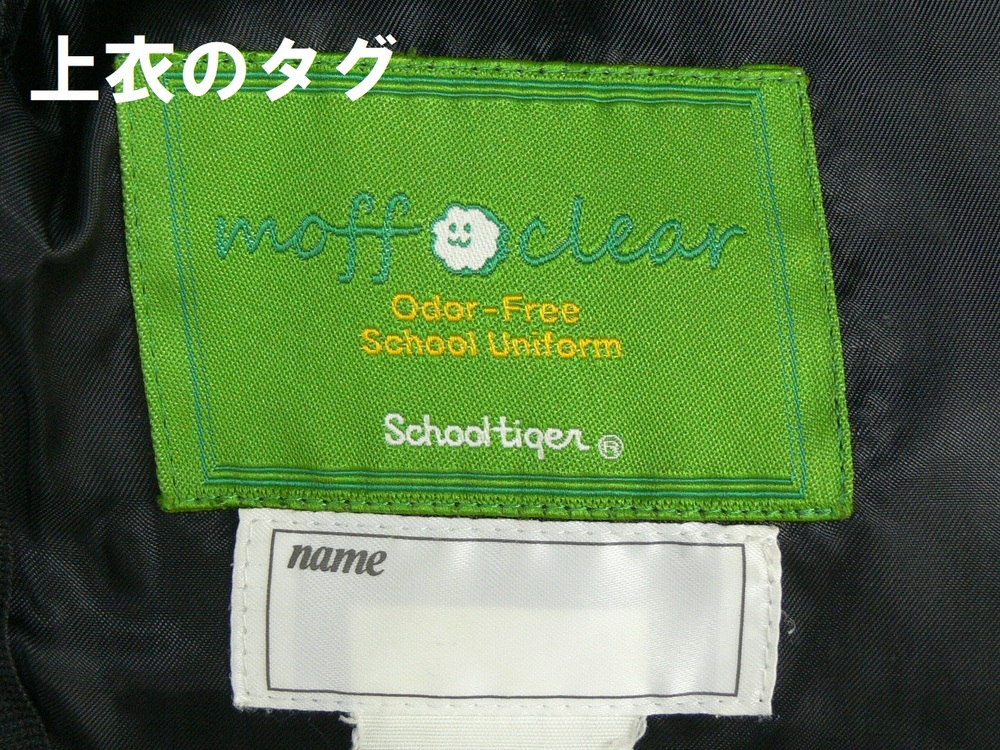 上衣のタグ
moff clear
Odor-Free
School Uniform
Schooltiger®
name